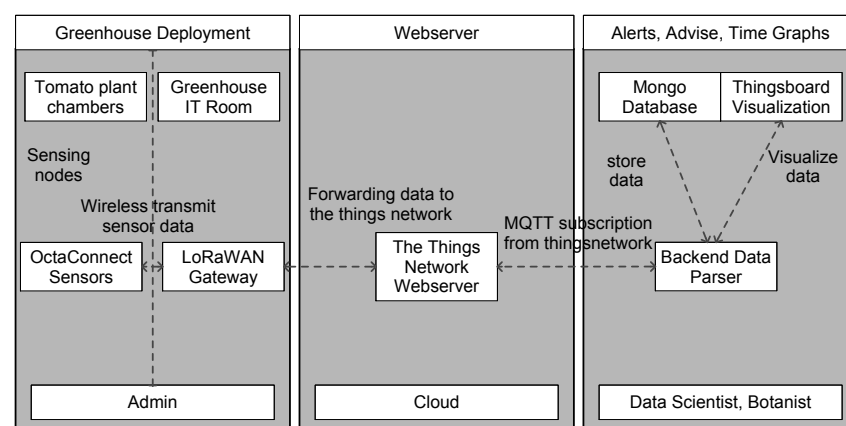 Greenhouse Deployment
Webserver
Alerts, Advise, Time Graphs
Tomato plant
chambers
Greenhouse
IT Room
Mongo
Database
Thingsboard
Visualization
Sensing
nodes
store
data
Visualize
data
Wireless transmit
sensor data
Forwarding data to
the things network
MQTT subscription
from thingsnetwork
OctaConnect
Sensors
LoRaWAN
Gateway
The Things
Network
Webserver
Backend Data
Parser
Admin
Cloud
Data Scientist, Botanist